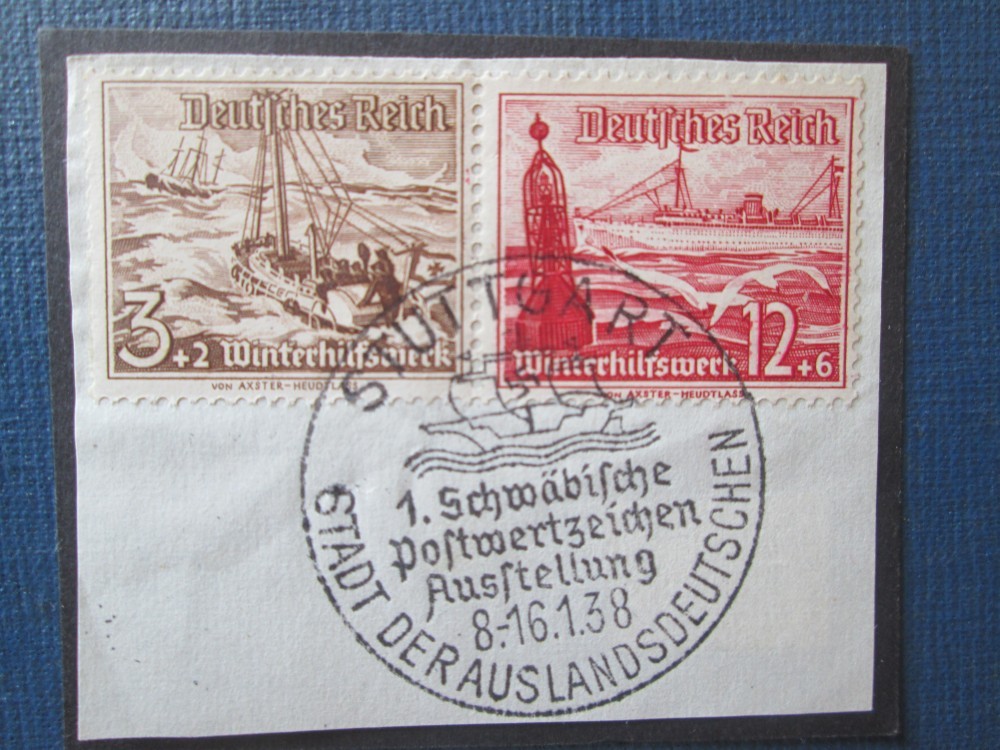 Deutsches Reich
3+2 Winterhilfswerk
VON AXSTER-HEUDTLASS
Deutsches Reich
Winterhilfswerk 12+6
VON AXSTER-HEUDTLASS
STUTTGART
1. Schwäbische
Postwertzeichen
Ausstellung
8.-16.1.38
STADT DER AUSLANDSDEUTSCHEN